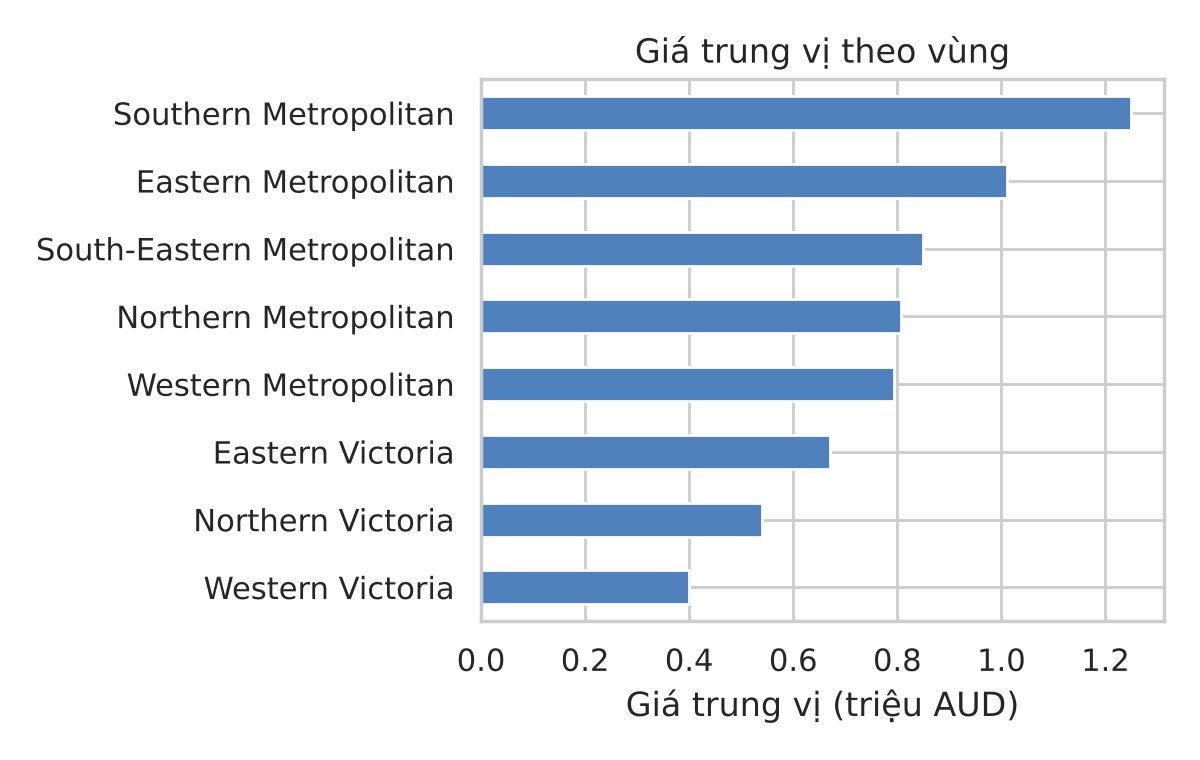 Giá trung vị theo vùng
Southern Metropolitan
Eastern Metropolitan
South-Eastern Metropolitan
Northern Metropolitan
Western Metropolitan
Eastern Victoria
Northern Victoria
Western Victoria
0.0 0.2 0.4 0.6 0.8 1.0 1.2
Giá trung vị (triệu AUD)